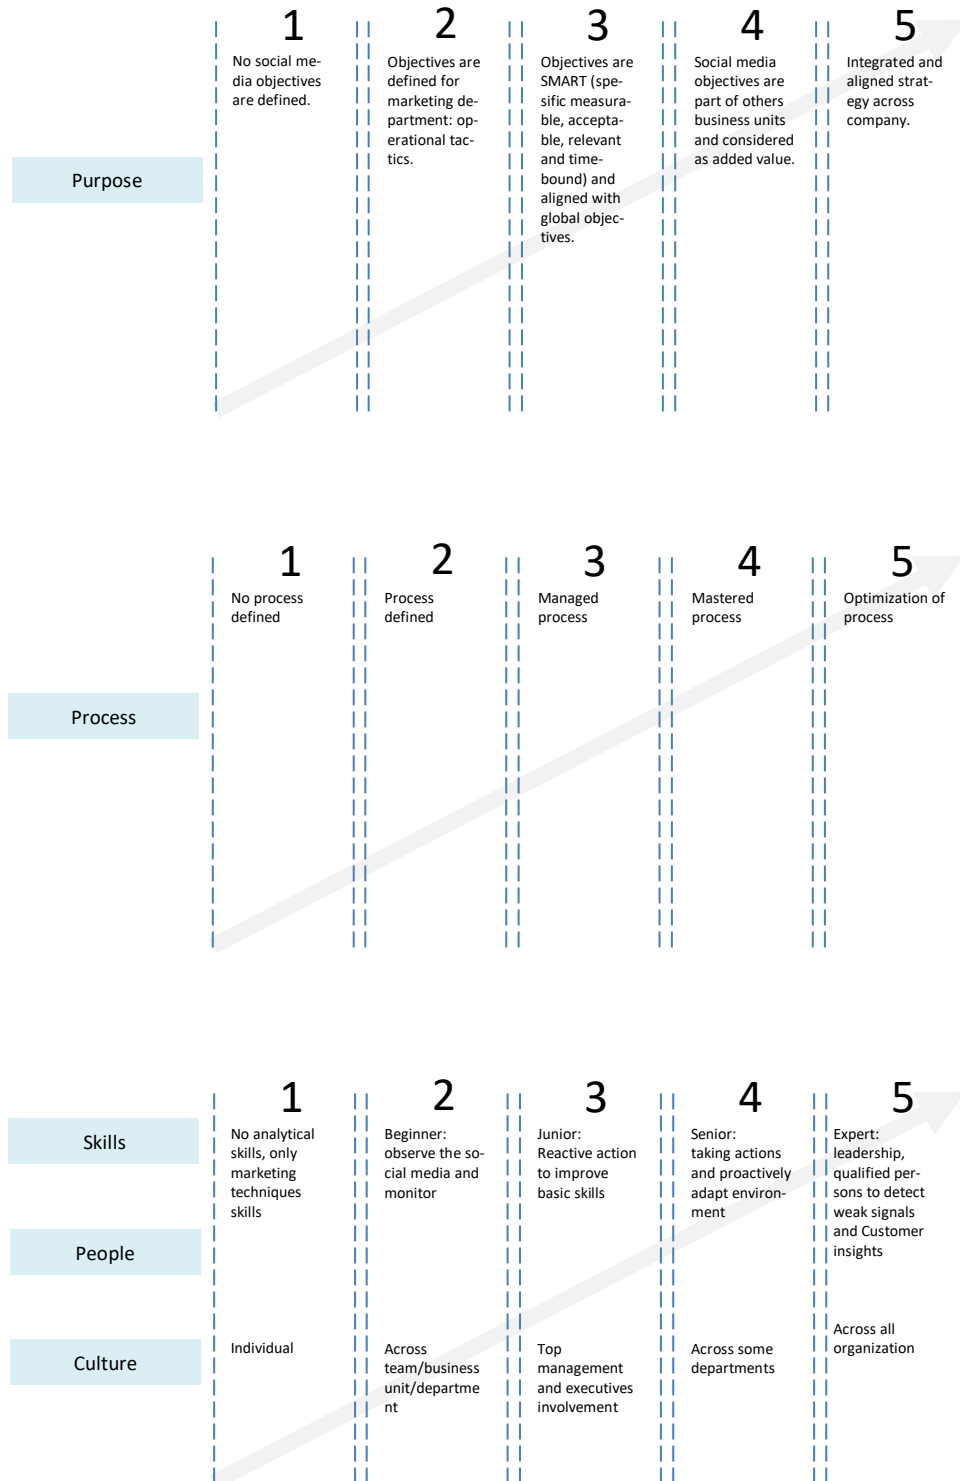 1
2
3
4
5
No social me-
dia objectives
are defined.
Objectives are
defined for
marketing de-
partment: op-
erational tac-
tics.
Objectives are
SMART (spe-
sific measura-
ble, accepta-
ble, relevant
and time-
bound) and
aligned with
global objec-
tives.
Social media
objectives are
part of others
business units
and considered
as added value.
Integrated and
aligned strat-
egy across
company.
Purpose
1
2
3
4
5
No process
defined
Process
defined
Managed
process
Mastered
process
Optimization of
process
Process
1
2
3
4
5
Skills
No analytical
skills, only
marketing
techniques
skills
Beginner:
observe the so-
cial media and
monitor
Junior:
Reactive action
to improve
basic skills
Senior:
taking actions
and proactively
adapt environ-
ment
Expert:
leadership,
qualified per-
sons to detect
weak signals
and Customer
insights
People
Culture
Individual
Across
team/business
unit/departme
nt
Top
management
and executives
involvement
Across some
departments
Across all
organization